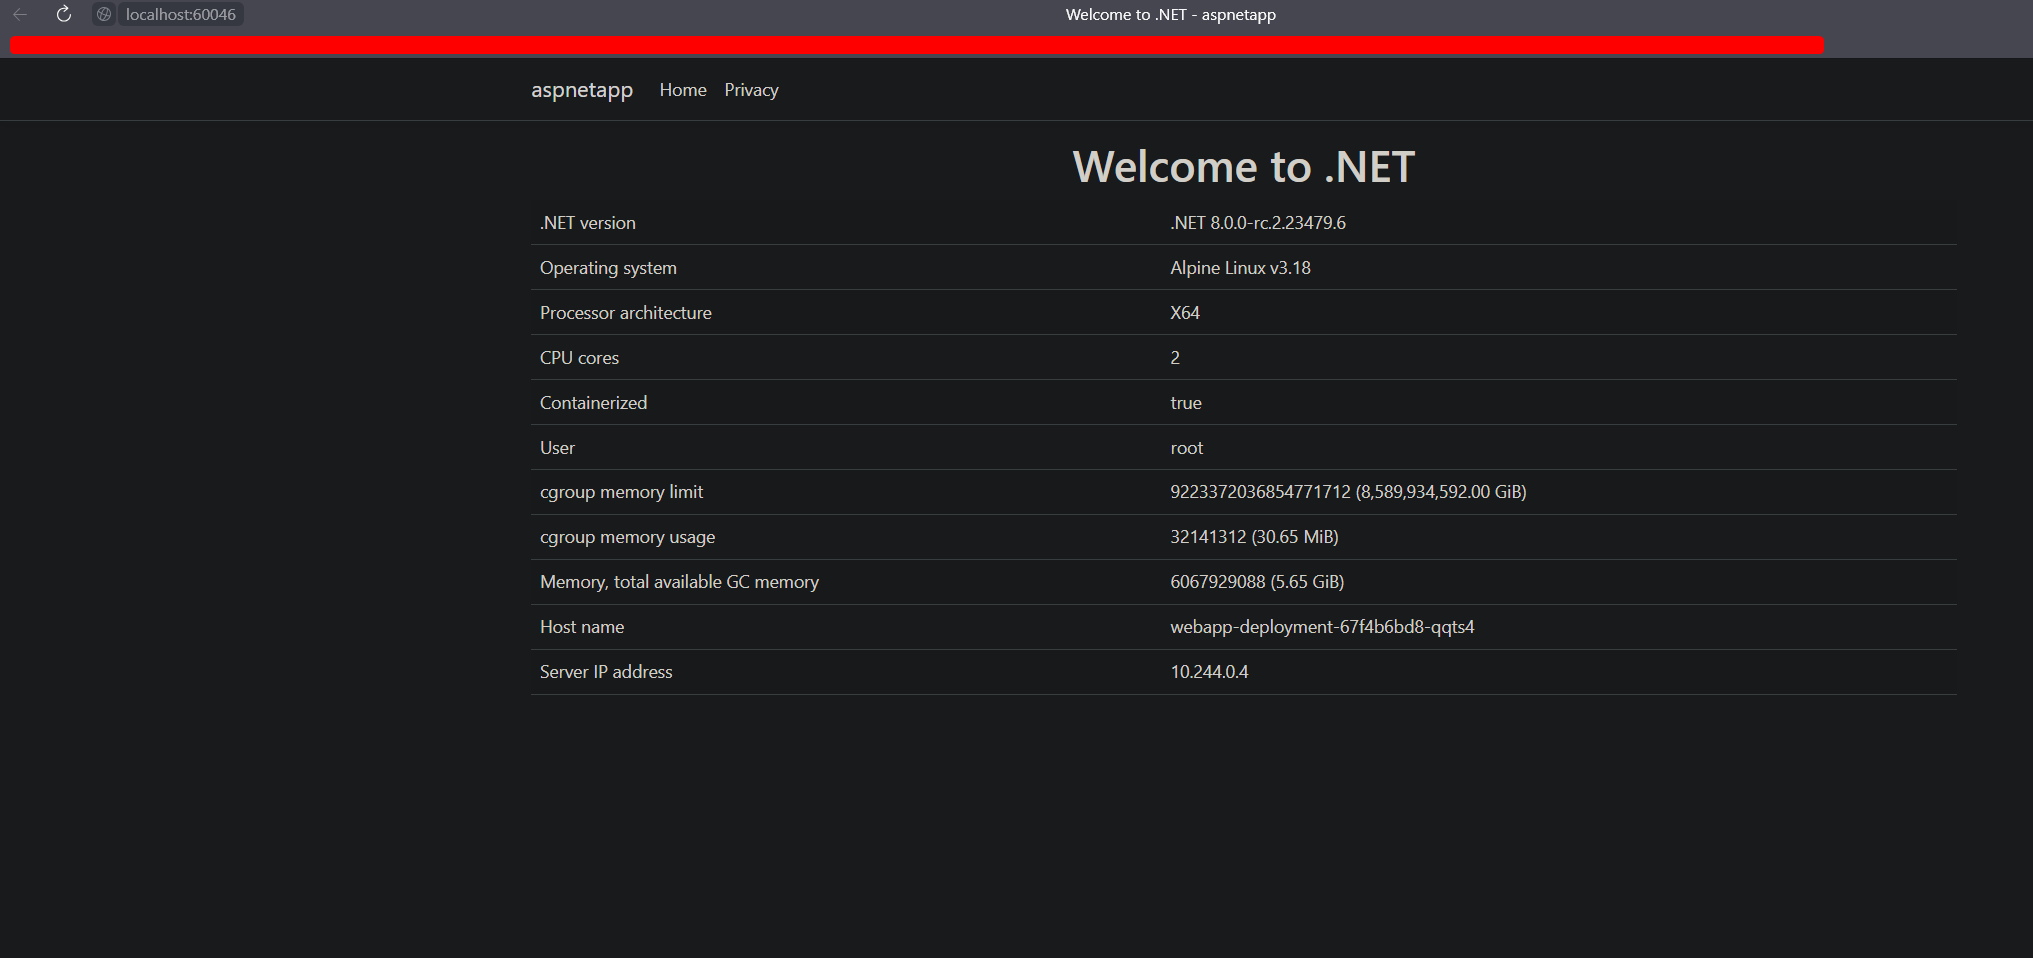 localhost:60046 Welcome to .NET - aspnetapp
aspnetapp Home Privacy
Welcome to .NET
.NET version .NET 8.0.0-rc.2.23479.6
Operating system Alpine Linux v3.18
Processor architecture X64
CPU cores 2
Containerized true
User root
cgroup memory limit 9223372036854771712 (8,589,934,592.00 GiB)
cgroup memory usage 32141312 (30.65 MiB)
Memory, total available GC memory 6067929088 (5.65 GiB)
Host name webapp-deployment-67f4b6bd8-qqts4
Server IP address 10.244.0.4